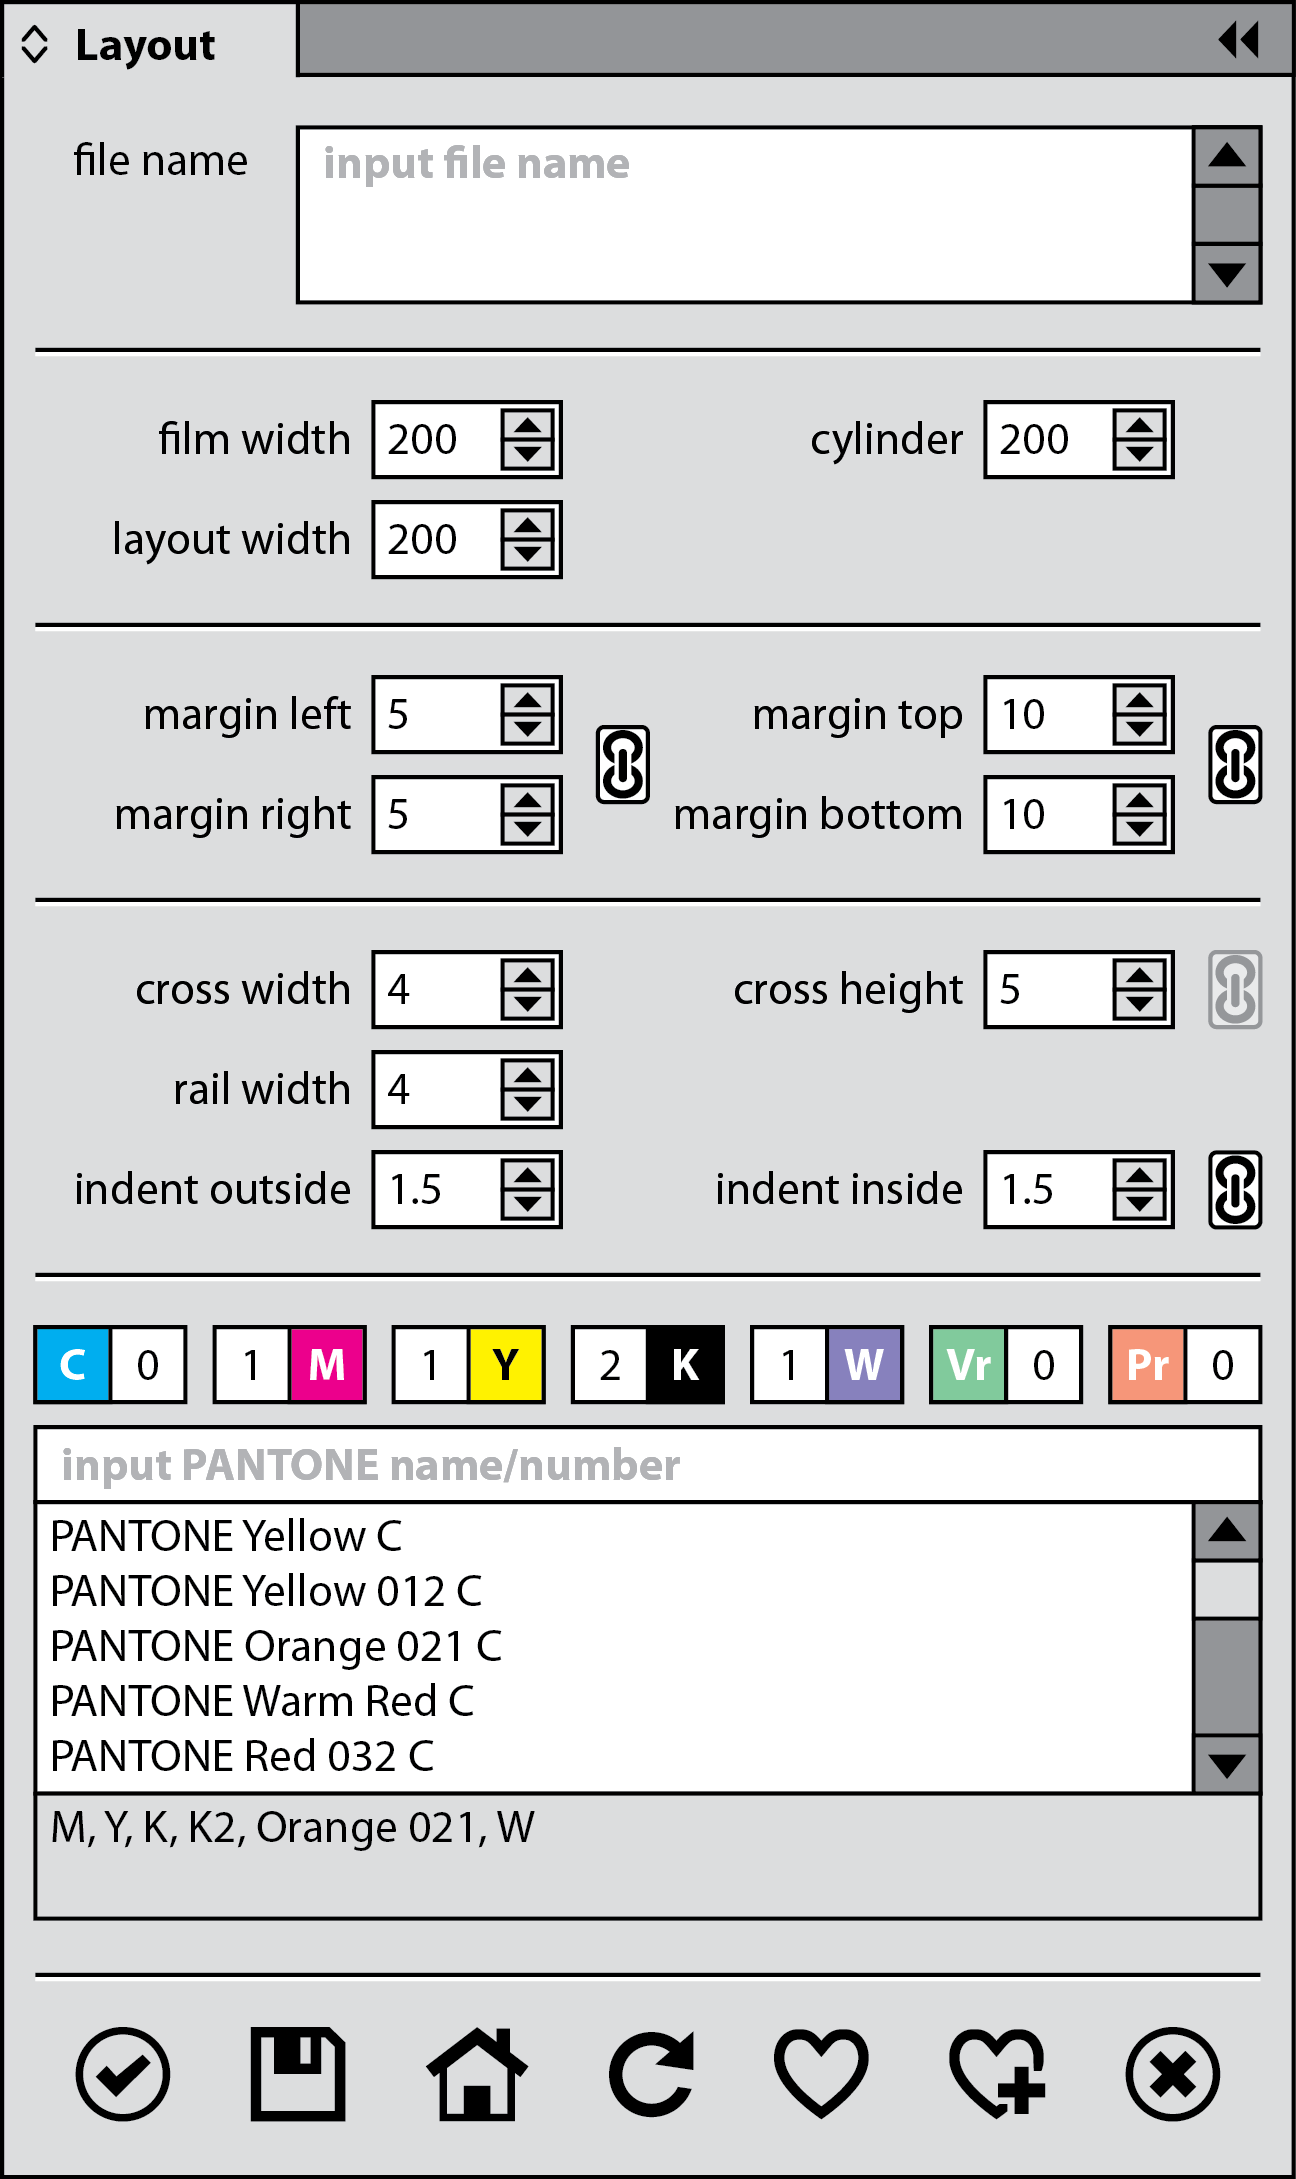 Layout
file name
input file name
film width 200 cylinder 200
layout width 200
margin left 5 margin top 10
margin right 5 margin bottom 10
cross width 4 cross height 5
rail width 4
indent outside 1.5 indent inside 1.5
C 0 1 M 1 Y 2 K 1 W Vr 0 Pr 0
input PANTONE name/number
PANTONE Yellow C
PANTONE Yellow 012 C
PANTONE Orange 021 C
PANTONE Warm Red C
PANTONE Red 032 C
M, Y, K, K2, Orange 021, W